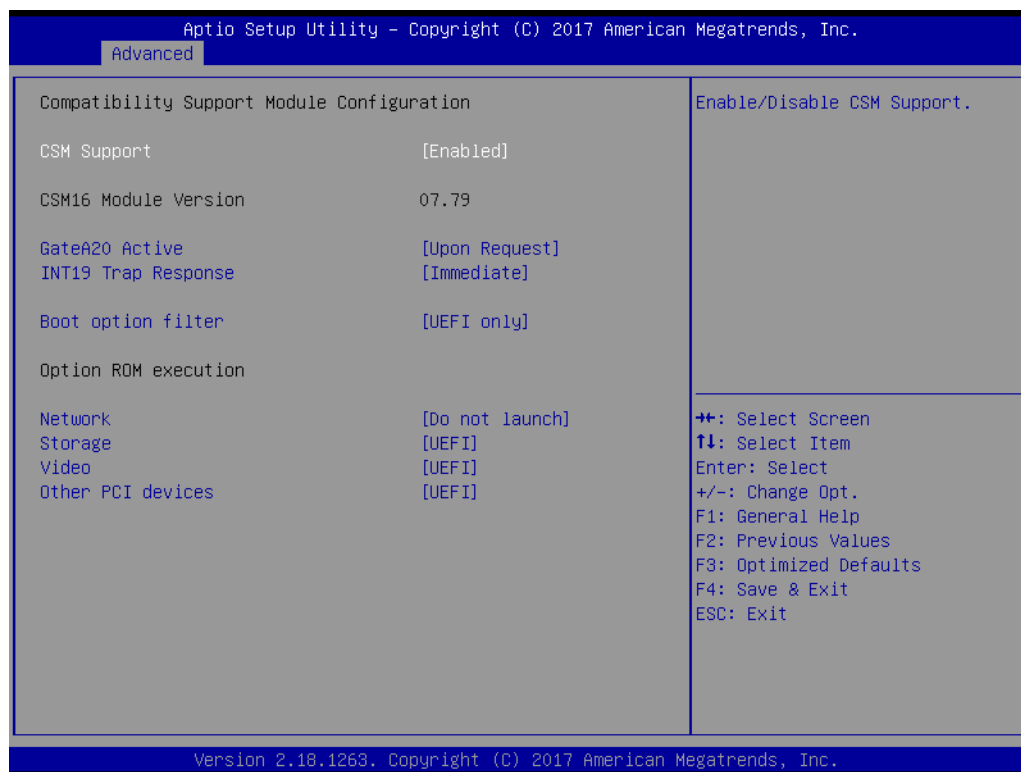 Aptio Setup Utility – Copyright (C) 2017 American Megatrends, Inc.
Advanced
Compatibility Support Module Configuration
CSM Support [Enabled]
CSM16 Module Version 07.79
GateA20 Active [Upon Request]
INT19 Trap Response [Immediate]
Boot option filter [UEFI only]
Option ROM execution
Network [Do not launch]
Storage [UEFI]
Video [UEFI]
Other PCI devices [UEFI]
Enable/Disable CSM Support.
→←: Select Screen
↑↓: Select Item
Enter: Select
+/-: Change Opt.
F1: General Help
F2: Previous Values
F3: Optimized Defaults
F4: Save & Exit
ESC: Exit
Version 2.18.1263. Copyright (C) 2017 American Megatrends, Inc.